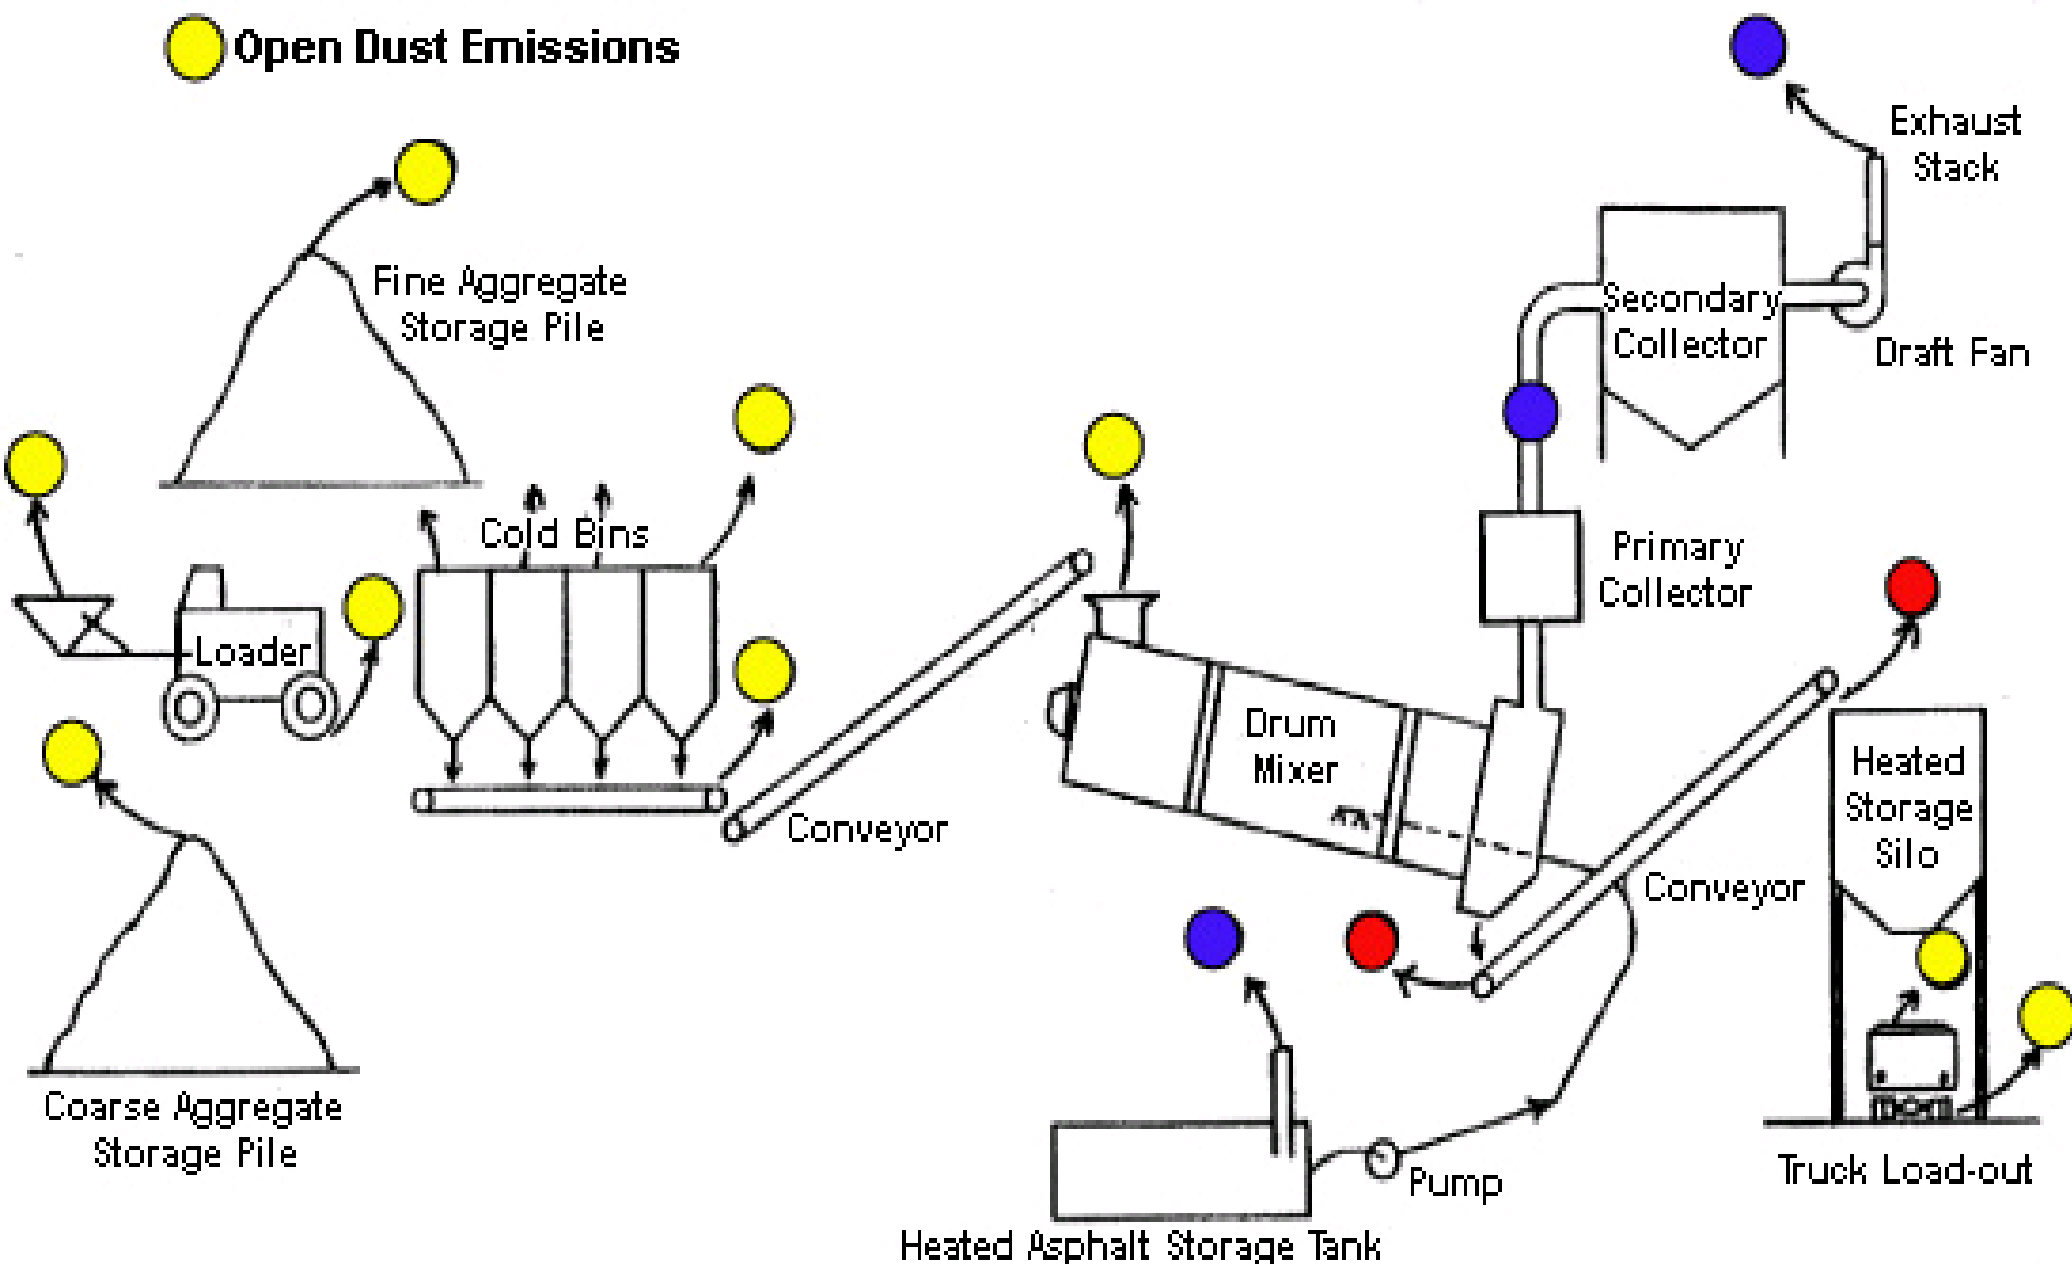 Open Dust Emissions
Exhaust
Stack
Fine Aggregate
Storage Pile
Secondary
Collector
Draft Fan
Cold Bins
Primary
Collector
Loader
Drum
Mixer
Heated
Storage
Silo
Conveyor
Conveyor
Coarse Aggregate
Storage Pile
Pump
Truck Load-out
Heated Asphalt Storage Tank